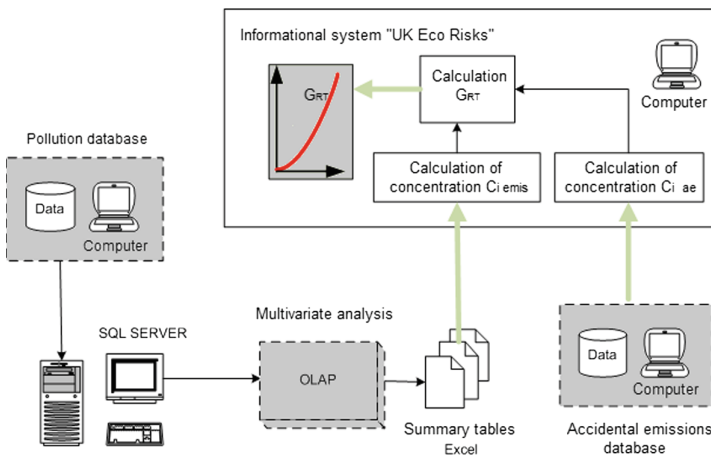 Informational system "UK Eco Risks"
GRT
Calculation
GRT
Computer
Calculation of
concentration Ci emis
Calculation of
concentration Ci ae
Pollution database
Data
Computer
SQL SERVER
Multivariate analysis
OLAP
Summary tables
Excel
Data
Computer
Accidental emissions
database